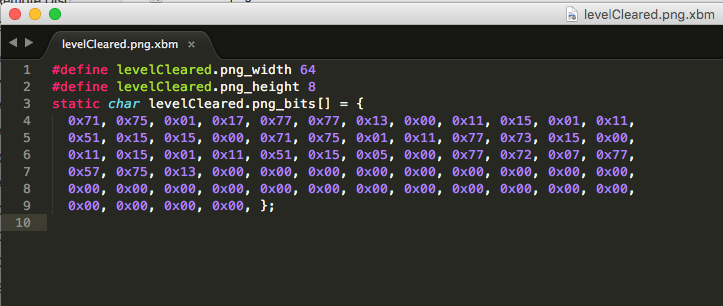 levelCleared.png.xbm
levelCleared.png.xbm ×
1 #define levelCleared.png_width 64
2 #define levelCleared.png_height 8
3 static char levelCleared.png_bits[] = {
4 0x71, 0x75, 0x01, 0x17, 0x77, 0x77, 0x13, 0x00, 0x11, 0x15, 0x01, 0x11,
5 0x51, 0x15, 0x15, 0x00, 0x71, 0x75, 0x01, 0x11, 0x77, 0x73, 0x15, 0x00,
6 0x11, 0x15, 0x01, 0x11, 0x51, 0x15, 0x05, 0x00, 0x77, 0x72, 0x07, 0x77,
7 0x57, 0x75, 0x13, 0x00, 0x00, 0x00, 0x00, 0x00, 0x00, 0x00, 0x00, 0x00,
8 0x00, 0x00, 0x00, 0x00, 0x00, 0x00, 0x00, 0x00, 0x00, 0x00, 0x00, 0x00,
9 0x00, 0x00, 0x00, 0x00, };
10